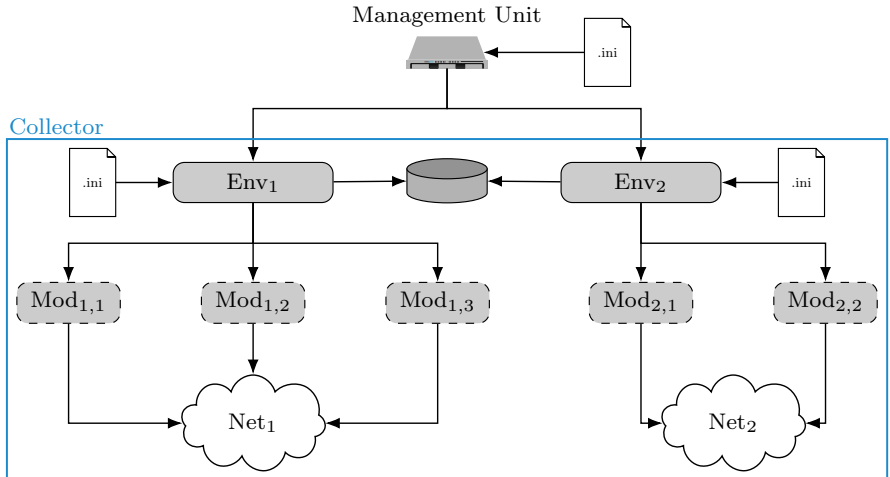 Management Unit
.ini
Collector
.ini
Env1
Env2
.ini
Mod1,1
Mod1,2
Mod1,3
Mod2,1
Mod2,2
Net1
Net2